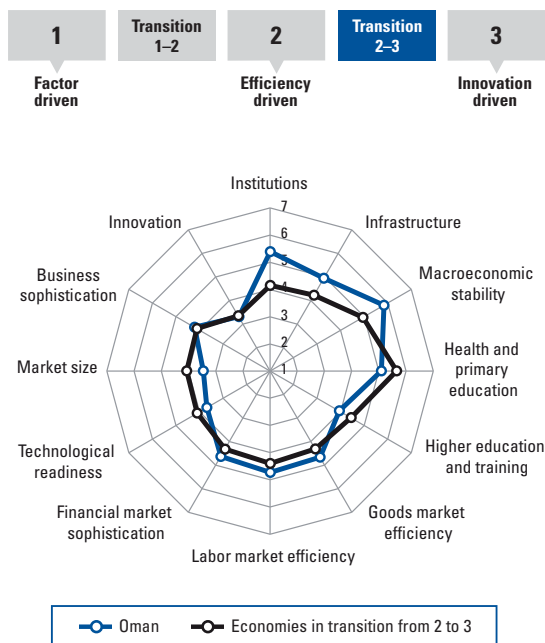 1
Transition
1–2
2
Transition
2–3
3
Factor
driven
Efficiency
driven
Innovation
driven
Institutions
7
6
5
4
3
2
1
Infrastructure
Macroeconomic
stability
Health and
primary
education
Higher education
and training
Goods market
efficiency
Labor market efficiency
Financial market
sophistication
Technological
readiness
Market size
Business
sophistication
Innovation
Oman
Economies in transition from 2 to 3